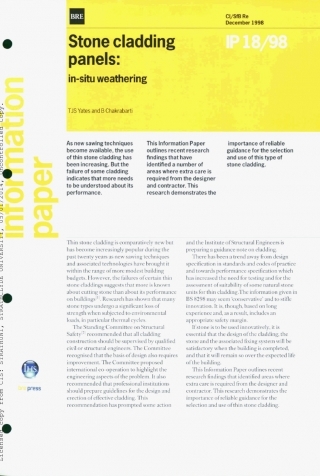 BRE
CI/SfB Re
December 1998
Stone cladding
panels:
in-situ weathering
IP 18/98
TJS Yates and B Chakrabarti
information
paper
As new sawing techniques
become available, the use
of thin stone cladding has
been increasing. But the
failure of some cladding
indicates that more needs
to be understood about its
performance.
This Information Paper
outlines recent research
findings that have
identified a number of
areas where extra care is
required from the designer
and contractor. This
research demonstrates the
importance of reliable
guidance for the selection
and use of this type of
stone cladding.
Thin stone cladding is comparatively new but
has become increasingly popular during the
past twenty years as new sawing techniques
and associated technologies have brought it
within the range of more modest building
budgets. However, the failures of certain thin
stone claddings suggests that more is known
about cutting stone than about its performance
on buildings. Research has shown that many
stone types undergo a significant loss of
strength when subjected to environmental
loads, in particular thermal cycles.
The Standing Committee on Structural
Safety recommended that all cladding
construction should be supervised by qualified
civil or structural engineers. The Committee
recognised that the basis of design also requires
improvement. The Committee proposed
international co-operation to highlight the
engineering aspects of the problem. It also
recommended that professional institutions
should prepare guidelines for the design and
erection of effective cladding. This
recommendation has prompted some action
and the Institution of Structural Engineers is
preparing a guidance note on cladding.
There has been a trend away from design
specification in standards and codes of practice
and towards performance specification which
has increased the need for testing and for the
assessment of suitability of some natural stone
units for thin cladding. The information given in
BS 8298 may seem 'conservative' and to stifle
innovation. It is, though, based on long
experience and, as a result, includes an
appropriate safety margin.
If stone is to be used innovatively, it is
essential that the design of the cladding, the
stone and the associated fixing system will be
satisfactory when the building is completed,
and that it will remain so over the expected life
of the building.
This Information Paper outlines recent
research findings that identified areas where
extra care is required from the designer and
contractor. This research demonstrates the
importance of reliable guidance for the
selection and use of thin stone cladding.
press